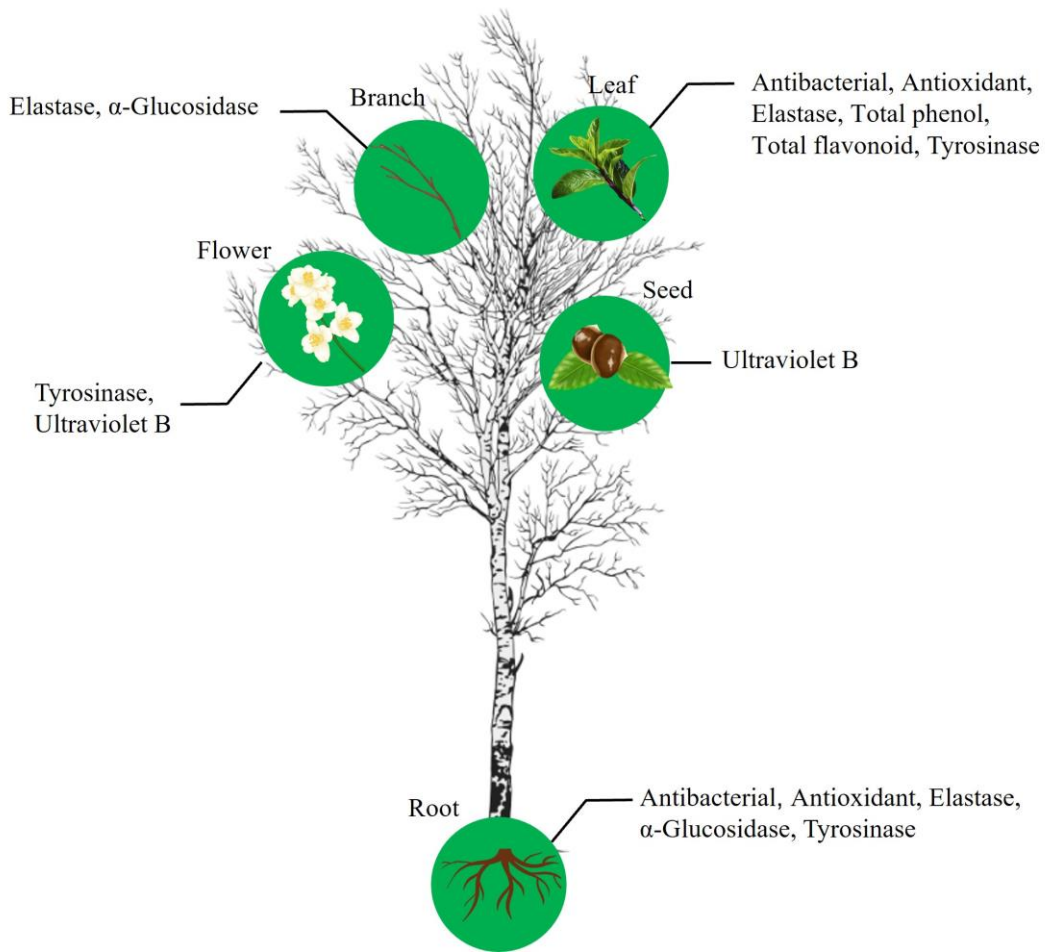 Leaf
Antibacterial, Antioxidant,
Elastase, Total phenol,
Total flavonoid, Tyrosinase
Branch
Elastase, α-Glucosidase
Flower
Tyrosinase,
Ultraviolet B
Seed
Ultraviolet B
Root
Antibacterial, Antioxidant, Elastase,
α-Glucosidase, Tyrosinase